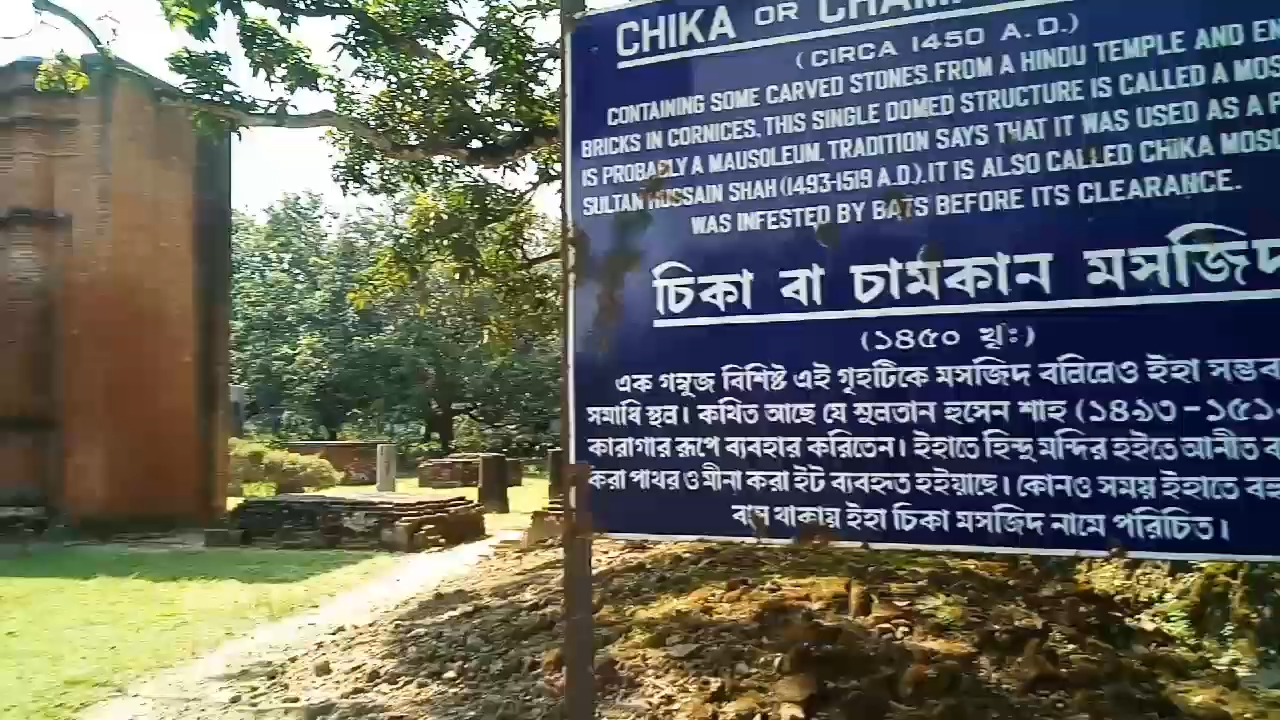 CHIKA OR
(CIRCA 1450 A.D.)
CONTAINING SOME CARVED STONES FROM A HINDU TEMPLE AND
BRICKS IN CORNICES, THIS SINGLE DOMED STRUCTURE IS CALLED A
IS PROBABLY A MAUSOLEUM. TRADITION SAYS THAT IT WAS USED AS A
SULTAN HUSSAIN SHAH (1493-1519 A.D.). IT IS ALSO CALLED CHIKA
WAS INFESTED BY BATS BEFORE ITS CLEARANCE.
চিকা বা চামকান মসজিদ
(১৪৫০ খৃঃ)
এক গম্বুজ বিশিষ্ট এই গৃহটিকে মসজিদ বলিলেও ইহা
সমাধি স্থল। কথিত আছে যে সুলতান হুসেন শাহ (১৪৯৩-
কারাগার রূপে ব্যবহার করিতেন। ইহাতে হিন্দু মন্দির হইতে আনীত
করা পাথর ও মীনা করা ইট ব্যবহৃত হইয়াছে। কোনও সময় ইহাতে
বাস থাকায় ইহা চিকা মসজিদ নামে পরিচিত।